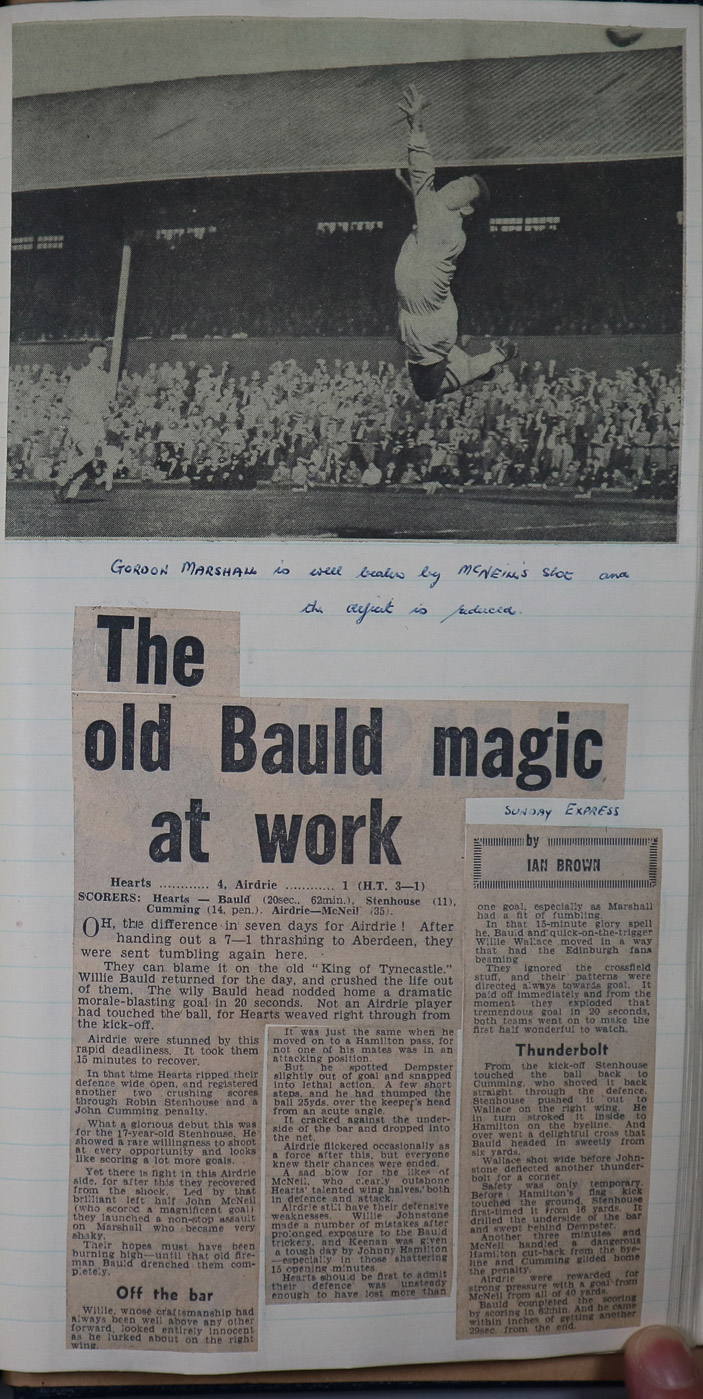 GORDON MARSHALL is well beaten by MCNEILL'S shot and
the deficit is reduced.
The
old Bauld magic
at work
Hearts ............ 4, Airdrie ............ 1 (H.T. 3—1)
SCORERS: Hearts — Bauld (20sec., 62min.), Stenhouse (11),
Cumming (14, pen.). Airdrie—McNeil (35).
OH, the difference in seven days for Airdrie! After
handing out a 7—1 thrashing to Aberdeen, they
were sent tumbling again here.
They can blame it on the old "King of Tynecastle."
Willie Bauld returned for the day, and crushed the life out
of them. The wily Bauld head nodded home a dramatic
morale-blasting goal in 20 seconds. Not an Airdrie player
had touched the ball, for Hearts weaved right through from
the kick-off.
Airdrie were stunned by this
rapid deadliness. It took them
15 minutes to recover.
In that time Hearts ripped their
defence wide open, and registered
another two crushing scores
through Robin Stenhouse and a
John Cumming penalty.
What a glorious debut this was
for the 17-year-old Stenhouse. He
showed a rare willingness to shoot
at every opportunity and looks
like scoring a lot more goals.
Yet there is fight in this Airdrie
side, for after this they recovered
from the shock. Led by that
brilliant left half John McNeil
(who scored a magnificent goal)
they launched a non-stop assault
on Marshall who became very
shaky.
Their hopes must have been
burning high—until that old fire-
man Bauld drenched them com-
pletely.
Off the bar
Willie, whose craftsmanship had
always been well above any other
forward, looked entirely innocent
as he lurked about on the right
wing.
It was just the same when he
moved on to a Hamilton pass, for
not one of his mates was in an
attacking position.
But he spotted Dempster
slightly out of goal and snapped
into lethal action. A few short
steps, and he had thumped the
ball 25yds. over the keeper's head
from an acute angle.
It cracked against the under-
side of the bar and dropped into
the net.
Airdrie flickered occasionally as
a force after this, but everyone
knew their chances were ended.
A sad blow for the likes of
McNeil, who clearly outshone
Hearts' talented wing halves, both
in defence and attack.
Airdrie still have their defensive
weaknesses. Willie Johnstone
made a number of mistakes after
prolonged exposure to the Bauld
trickery, and Keenan was given
a tough day by Johnny Hamilton
—especially in those shattering
15 opening minutes.
Hearts should be first to admit
their defence was unsteady
enough to have lost more than
SUNDAY EXPRESS
by
IAN BROWN
one goal, especially as Marshall
had a fit of fumbling.
In that 15-minute glory spell
he, Bauld and quick-on-the-trigger
Willie Wallace moved in a way
that had the Edinburgh fans
beaming
They ignored the crossfield
stuff, and their patterns were
directed always towards goal. It
paid off immediately and from the
moment they exploded that
tremendous goal in 20 seconds,
both teams went on to make the
first half wonderful to watch.
Thunderbolt
From the kick-off Stenhouse
touched the ball back to
Cumming, who shoved it back
straight through the defence.
Stenhouse pushed it out to
Wallace on the right wing. He
in turn stroked it inside to
Hamilton on the byeline. And
over went a delightful cross that
Bauld headed in sweetly from
six yards.
Wallace shot wide before John-
stone deflected another thunder-
bolt for a corner.
Safety was only temporary.
Before Hamilton's flag kick
touched the ground, Stenhouse
first-timed it from 16 yards. It
drilled the underside of the bar
and swept behind Dempster.
Another three minutes and
McNeil handled a dangerous
Hamilton cut-back from the bye-
line and Cumming glided home
the penalty.
Airdrie were rewarded for
strong pressure with a goal from
McNeil from all of 40 yards.
Bauld completed the scoring
by scoring in 62min. And he came
within inches of getting another
29sec. from the end.